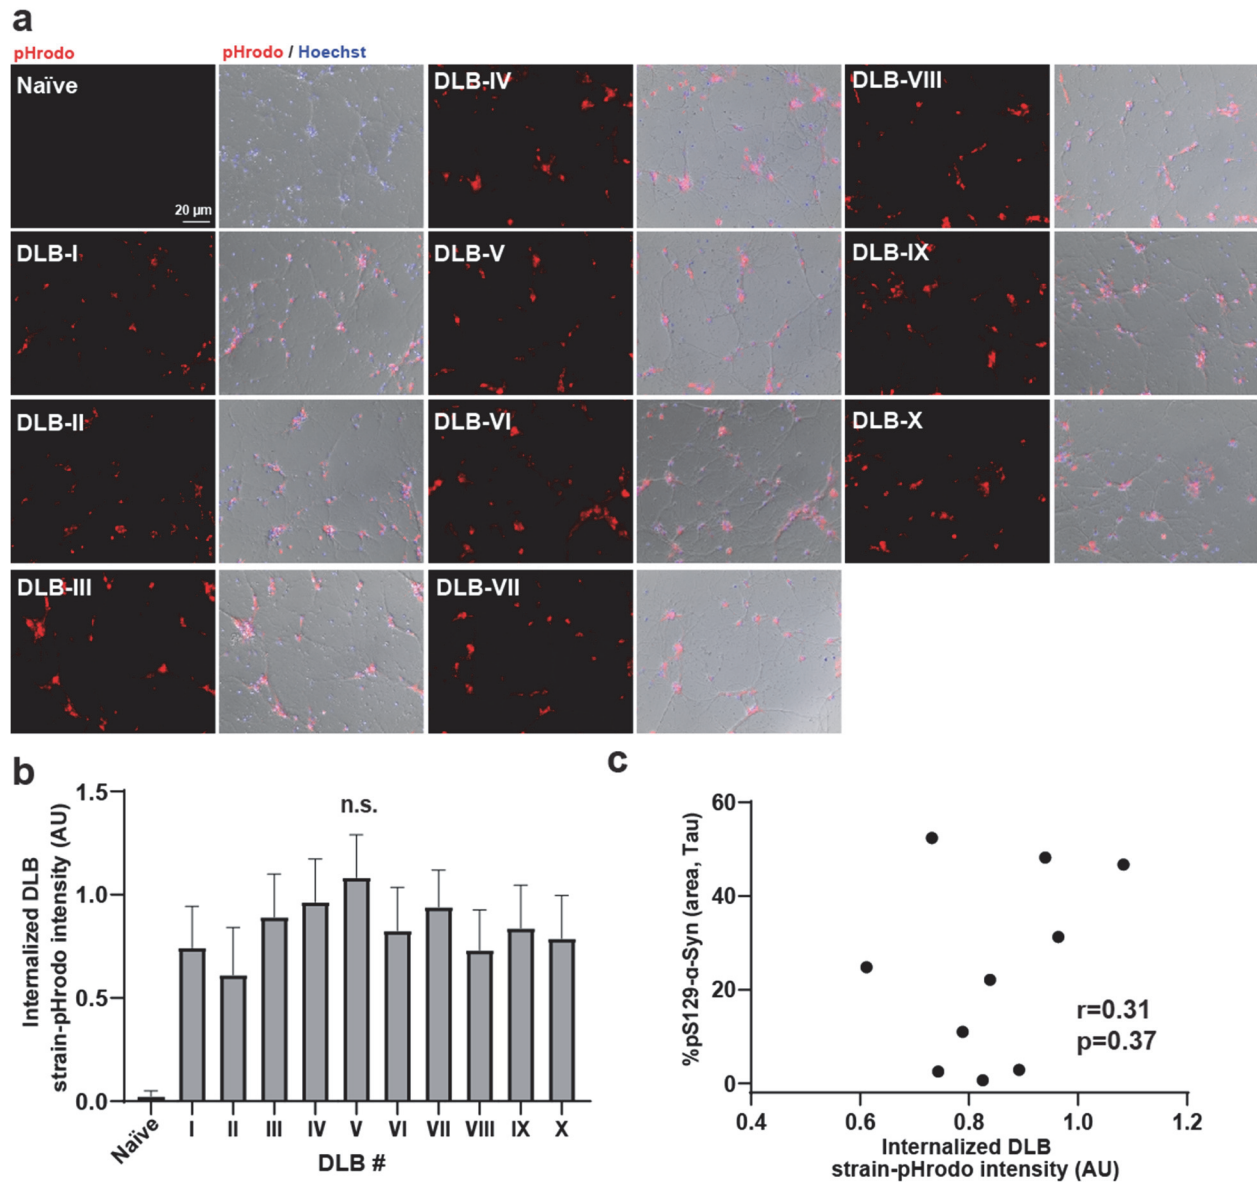 a
pHrodo
pHrodo / Hoechst
Naïve
20 µm
DLB-IV
DLB-VIII
DLB-I
DLB-V
DLB-IX
DLB-II
DLB-VI
DLB-X
DLB-III
DLB-VII
b
Internalized DLB
strain-pHrodo intensity (AU)
1.5
1.0
0.5
0.0
n.s.
Naïve
I
II
III
IV
V
VI
VII
VIII
IX
X
DLB #
c
%pS129-α-Syn (area, Tau)
60
40
20
0
r=0.31
p=0.37
0.4
0.6
0.8
1.0
1.2
Internalized DLB
strain-pHrodo intensity (AU)